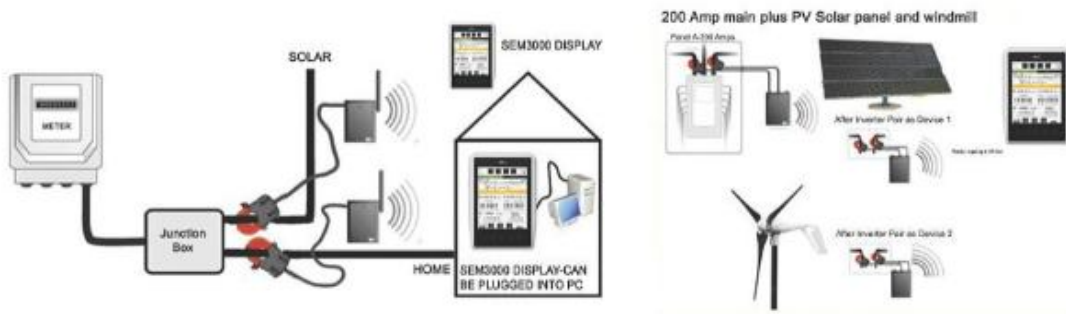 METER
Junction
Box
SOLAR
SEM3000 DISPLAY
HOME
SEM3000 DISPLAY-CAN
BE PLUGGED INTO PC
200 Amp main plus PV Solar panel and windmill
Panel A-200 Amps
After Inverter Pair as Device 1
After Inverter Pair as Device 2